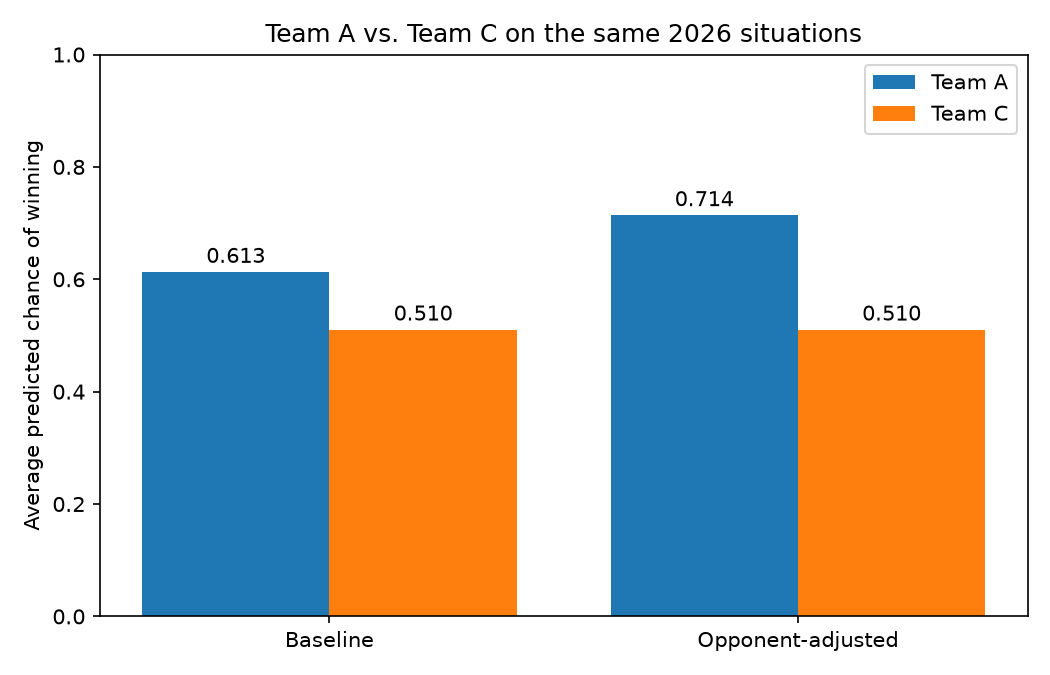 Team A vs. Team C on the same 2026 situations
Average predicted chance of winning
1.0
0.8
0.6
0.4
0.2
0.0
Team A
Team C
0.613
0.510
0.714
0.510
Baseline
Opponent-adjusted